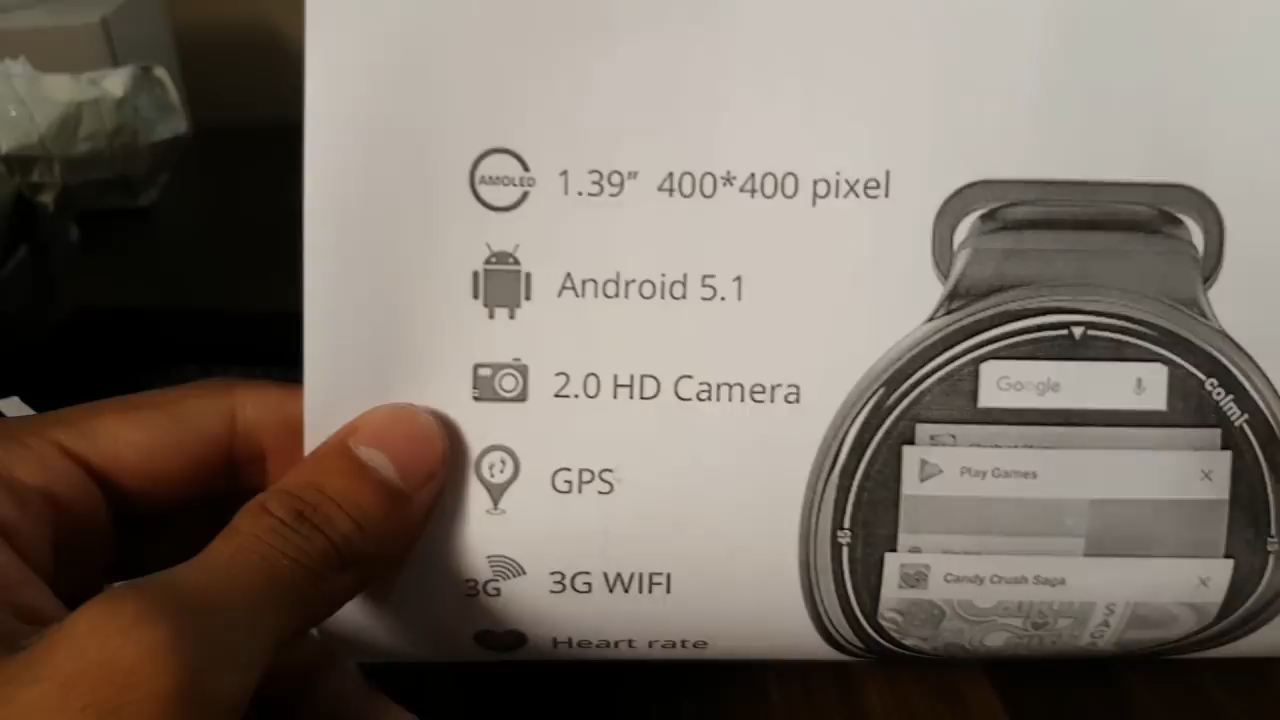 AMOLED 1.39" 400*400 pixel
Android 5.1
2.0 HD Camera
GPS
3G 3G WIFI
Heart rate
Google
colmi
Play Games
Candy Crush Saga
45